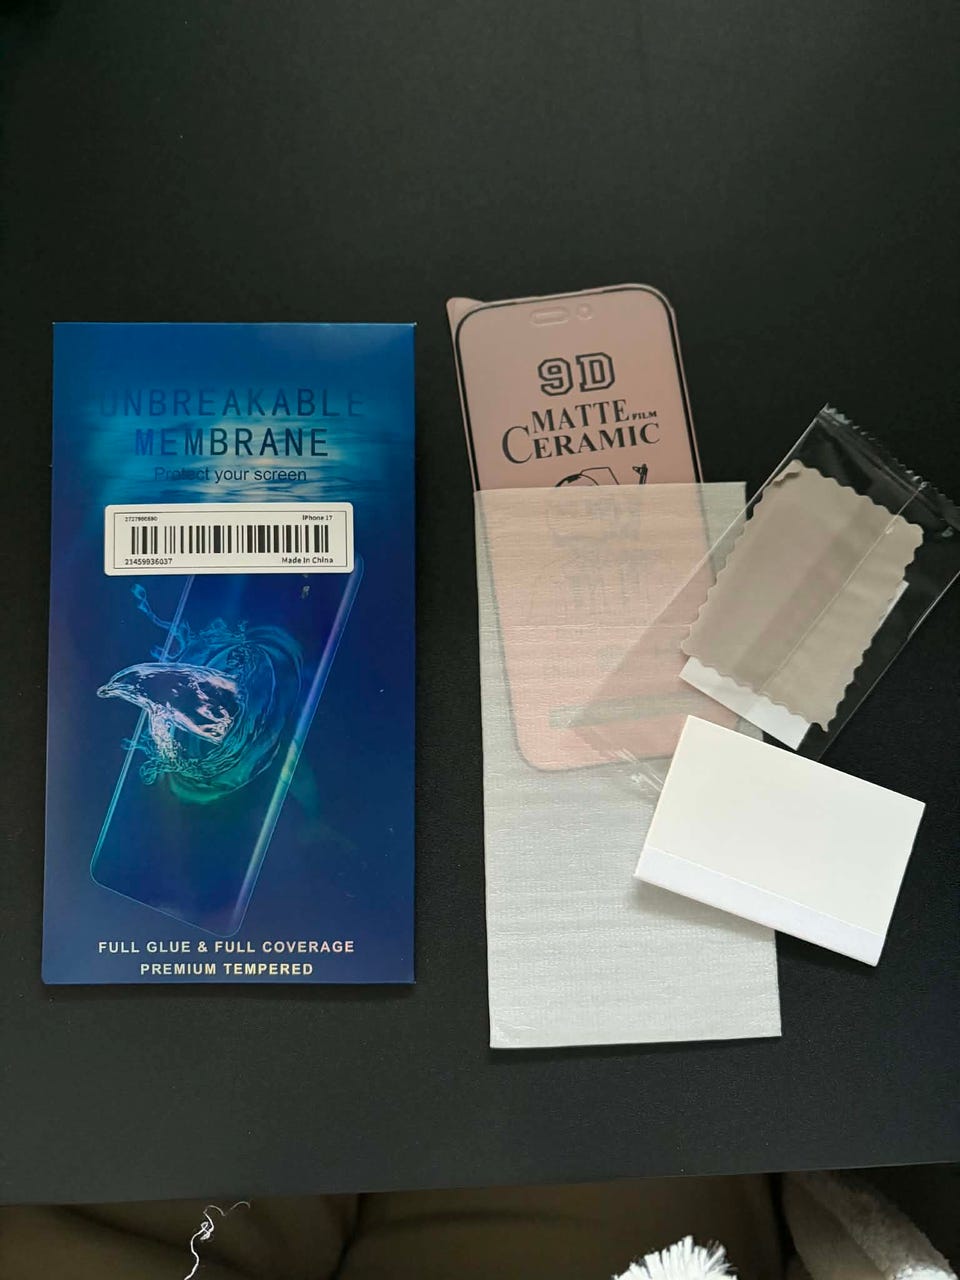 UNBREAKABLE
MEMBRANE
Protect your screen
iPhone 17
21459936037
Made In China
FULL GLUE & FULL COVERAGE
PREMIUM TEMPERED
9D
MATTE FILM
CERAMIC